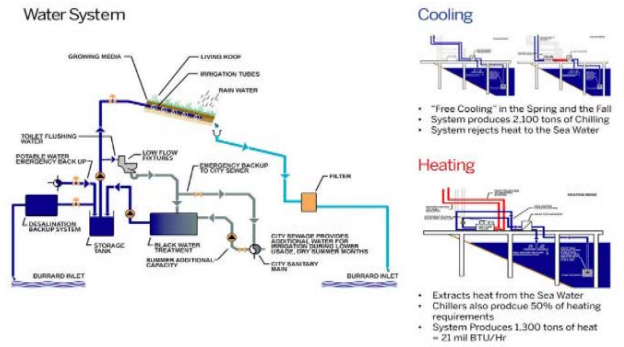 Water System
GROWING MEDIA
LIVING ROOF
IRRIGATION TUBES
RAIN WATER
TOILET FLUSHING
WATER
POTABLE WATER
EMERGENCY BACK UP
LOW FLOW
FIXTURES
EMERGENCY BACKUP
TO CITY SEWER
FILTER
DESALINATION
BACKUP SYSTEM
STORAGE
TANK
BLACK WATER
TREATMENT
SUMMER ADDITIONAL
CAPACITY
CITY SEWAGE PROVIDES
ADDITIONAL WATER FOR
IRRIGATION DURING LOWER
USAGE, DRY SUMMER MONTHS
CITY SANITARY
MAIN
BURRARD INLET
BURRARD INLET
Cooling
• "Free Cooling" in the Spring and the Fall
• System produces 2,100 tons of Chilling
• System rejects heat to the Sea Water
Heating
HEATING MODE
• Extracts heat from the Sea Water
• Chillers also prodcue 50% of heating
requirements
• System Produces 1,300 tons of heat
= 21 mil BTU/Hr